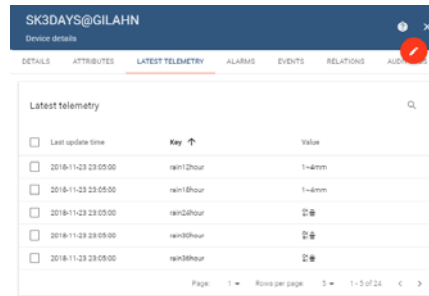 SK3DAYS@GILAHN
Device details
DETAILS ATTRIBUTES LATEST TELEMETRY ALARMS EVENTS RELATIONS
Latest telemetry
Last update time Key ↑ Value
2018-11-23 23:05:00 rain12hour 1~4mm
2018-11-23 23:05:00 rain18hour 1~4mm
2018-11-23 23:05:00 rain24hour 없음
2018-11-23 23:05:00 rain30hour 없음
2018-11-23 23:05:00 rain36hour 없음
Page: 1 Rows per page: 5 1 - 5 of 24